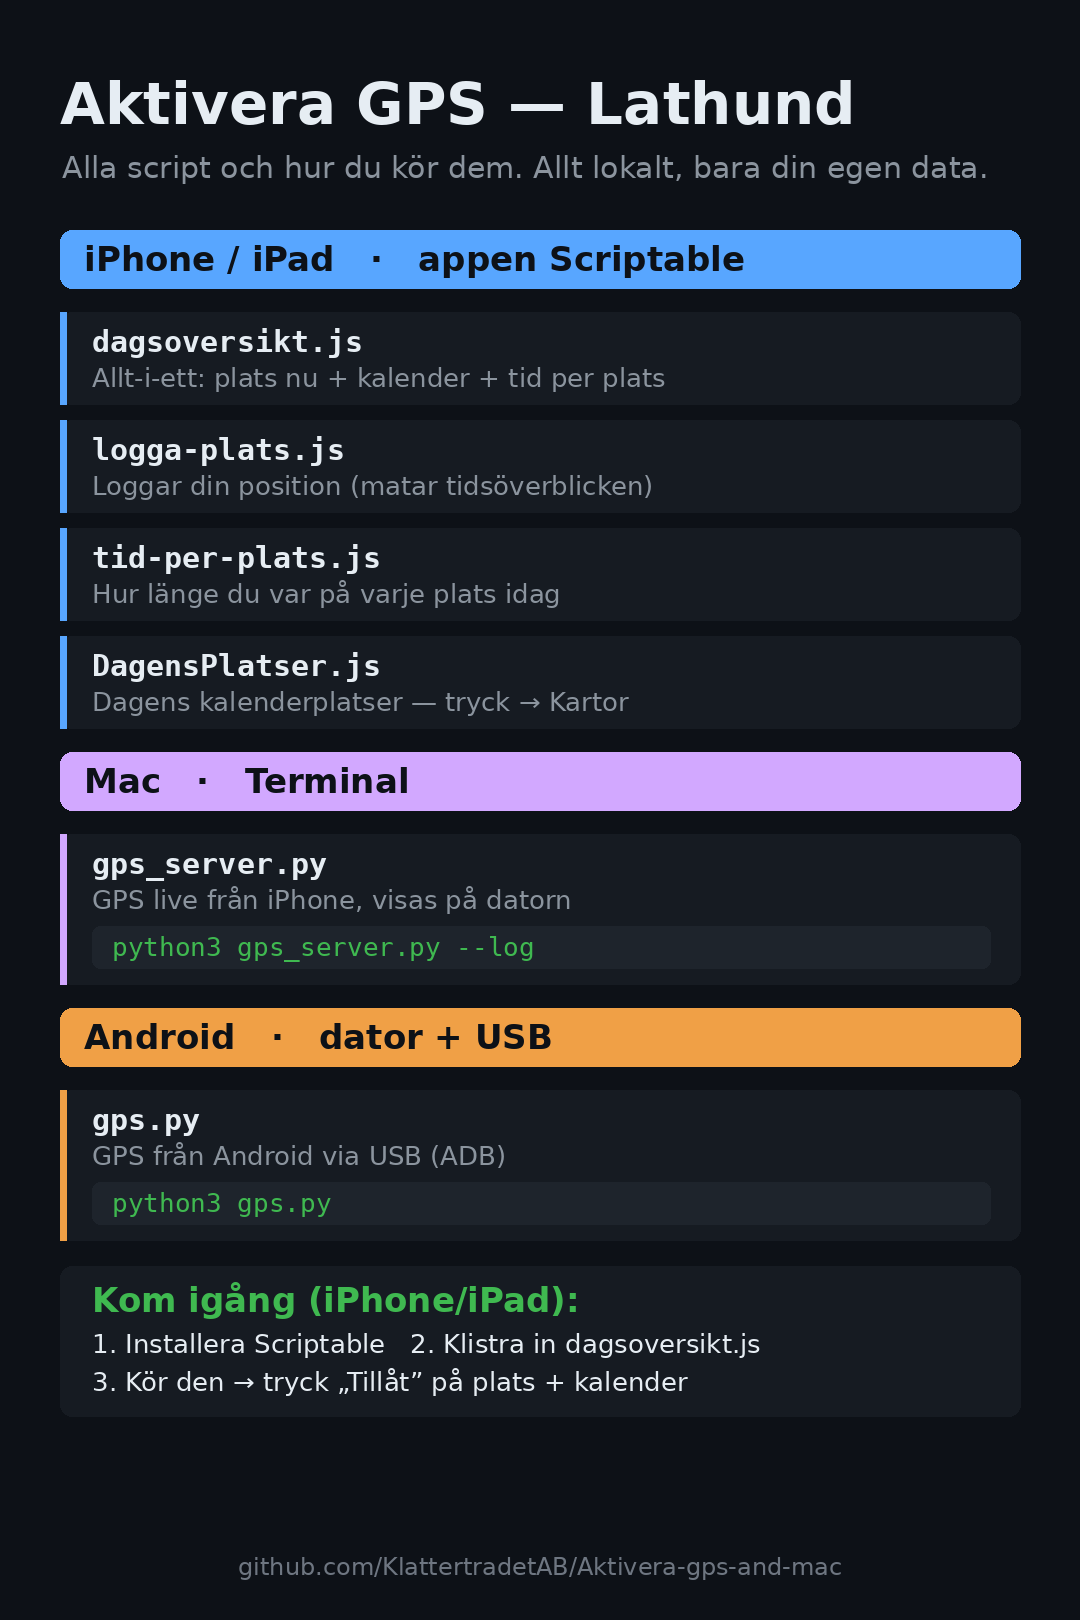 Aktivera GPS — Lathund
Alla script och hur du kör dem. Allt lokalt, bara din egen data.
iPhone / iPad · appen Scriptable
dagsoversikt.js
Allt-i-ett: plats nu + kalender + tid per plats
logga-plats.js
Loggar din position (matar tidsöverblicken)
tid-per-plats.js
Hur länge du var på varje plats idag
DagensPlatser.js
Dagens kalenderplatser — tryck → Kartor
Mac · Terminal
gps_server.py
GPS live från iPhone, visas på datorn
python3 gps_server.py --log
Android · dator + USB
gps.py
GPS från Android via USB (ADB)
python3 gps.py
Kom igång (iPhone/iPad):
1. Installera Scriptable 2. Klistra in dagsoversikt.js
3. Kör den → tryck „Tillåt” på plats + kalender
github.com/KlattertradetAB/Aktivera-gps-and-mac